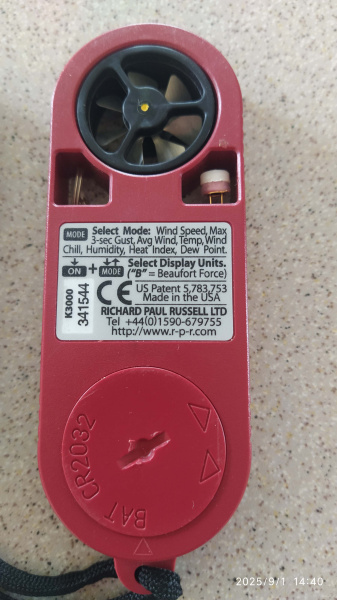 MODE Select Mode: Wind Speed, Max
3-sec Gust, Avg Wind, Temp, Wind
Chill, Humidity, Heat Index, Dew Point.
ON + MODE Select Display Units.
("B" = Beaufort Force)
K3000
341544
CE US Patent 5,783,753
Made in the USA
RICHARD PAUL RUSSELL LTD
Tel +44(0)1590-679755
http://www.r-p-r.com
BAT CR2032
2025/9/1 14:40